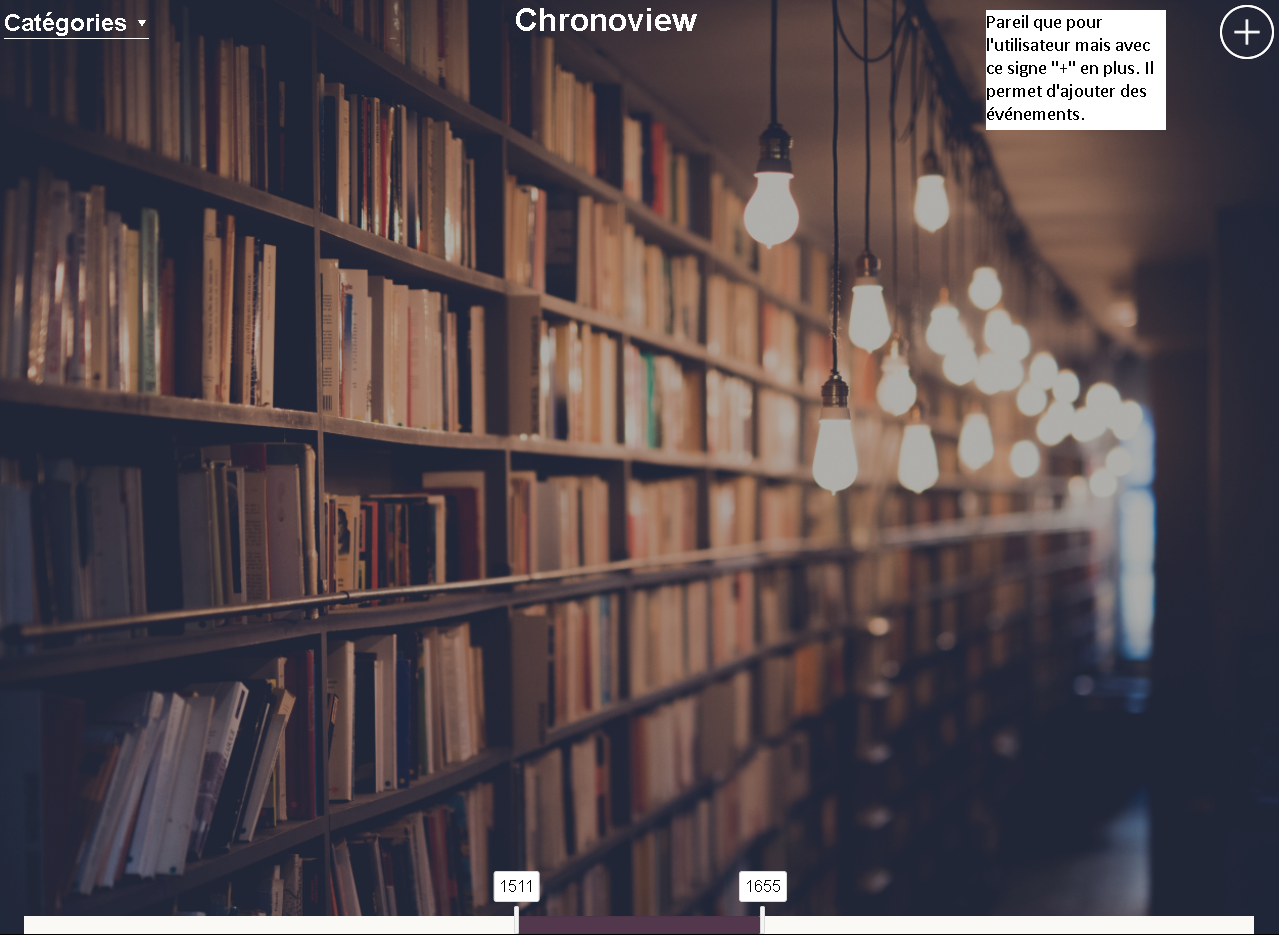 Catégories
Chronoview
Pareil que pour
l'utilisateur mais avec
ce signe "+" en plus. Il
permet d'ajouter des
événements.
1511
1655